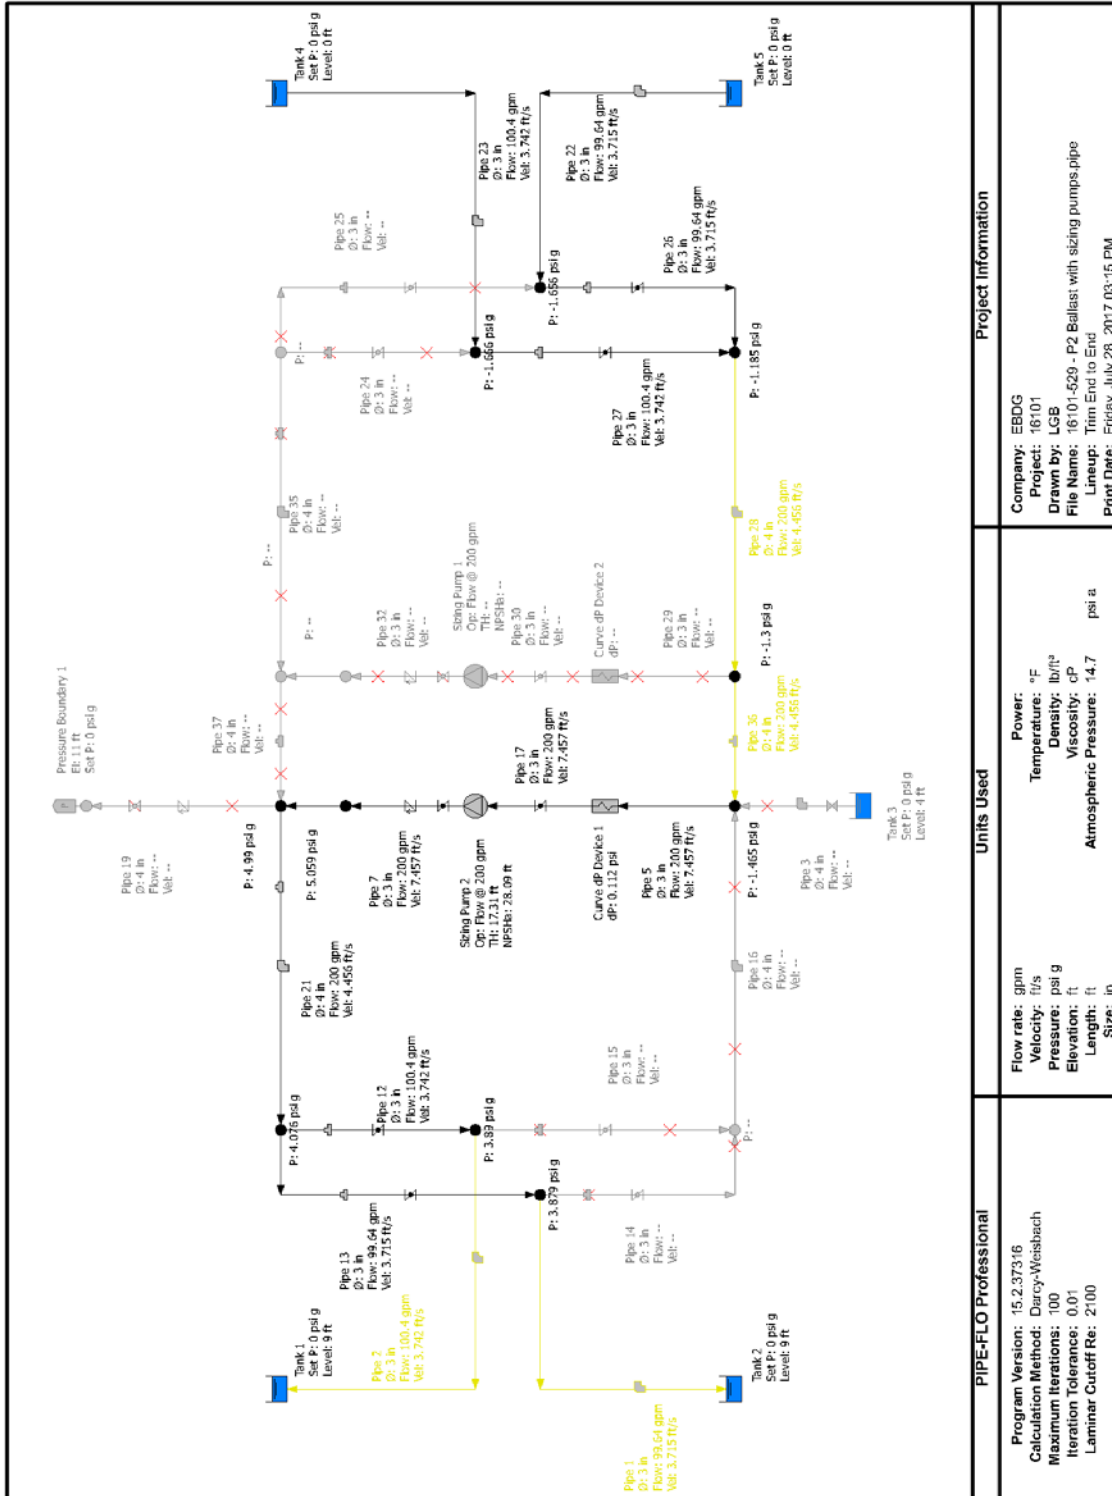 Tank 4
Set P: 0 psi g
Level: 0 ft
Tank 5
Set P: 0 psi g
Level: 0 ft
Pipe 23
Ø: 3 in
Flow: 100.4 gpm
Vel: 3.742 ft/s
Pipe 22
Ø: 3 in
Flow: 99.64 gpm
Vel: 3.715 ft/s
Pipe 25
Ø: 3 in
Flow: --
Vel: --
P: -1.656 psi g
Pipe 26
Ø: 3 in
Flow: 99.64 gpm
Vel: 3.715 ft/s
P: --
Pipe 24
Ø: 3 in
Flow: --
Vel: --
P: -1.666 psi g
Pipe 27
Ø: 3 in
Flow: 100.4 gpm
Vel: 3.742 ft/s
P: -1.185 psi g
Pipe 35
Ø: 4 in
Flow: --
Vel: --
P: --
Pipe 28
Ø: 4 in
Flow: 200 gpm
Vel: 4.456 ft/s
P: --
Pipe 32
Ø: 3 in
Flow: --
Vel: --
Sizing Pump 1
Op: Flow @ 200 gpm
TH: --
NPSHa: --
Pipe 30
Ø: 3 in
Flow: --
Vel: --
Curve dP Device 2
dP: --
Pipe 29
Ø: 3 in
Flow: --
Vel: --
P: -1.3 psi g
Pressure Boundary 1
El: 11 ft
Set P: 0 psi g
Pipe 37
Ø: 4 in
Flow: --
Vel: --
Pipe 17
Ø: 3 in
Flow: 200 gpm
Vel: 7.457 ft/s
Pipe 36
Ø: 4 in
Flow: 200 gpm
Vel: 4.456 ft/s
Pipe 19
Ø: 4 in
Flow: --
Vel: --
P: 4.99 psi g
P: 5.059 psi g
Pipe 7
Ø: 3 in
Flow: 200 gpm
Vel: 7.457 ft/s
Sizing Pump 2
Op: Flow @ 200 gpm
TH: 17.31 ft
NPSHa: 28.09 ft
Curve dP Device 1
dP: 0.112 psi
Pipe 5
Ø: 3 in
Flow: 200 gpm
Vel: 7.457 ft/s
P: -1.465 psi g
Pipe 3
Ø: 4 in
Flow: --
Vel: --
Tank 3
Set P: 0 psi g
Level: 4 ft
Pipe 21
Ø: 4 in
Flow: 200 gpm
Vel: 4.456 ft/s
Pipe 16
Ø: 4 in
Flow: --
Vel: --
P: 4.076 psi g
Pipe 12
Ø: 3 in
Flow: 100.4 gpm
Vel: 3.742 ft/s
P: 3.89 psi g
Pipe 15
Ø: 3 in
Flow: --
Vel: --
P: --
Pipe 13
Ø: 3 in
Flow: 99.64 gpm
Vel: 3.715 ft/s
P: 3.879 psi g
Pipe 14
Ø: 3 in
Flow: --
Vel: --
Tank 1
Set P: 0 psi g
Level: 9 ft
Pipe 2
Ø: 3 in
Flow: 100.4 gpm
Vel: 3.742 ft/s
Pipe 1
Ø: 3 in
Flow: 99.64 gpm
Vel: 3.715 ft/s
Tank 2
Set P: 0 psi g
Level: 9 ft
PIPE-FLO Professional
Program Version: 15.2.37316
Calculation Method: Darcy-Weisbach
Maximum Iterations: 100
Iteration Tolerance: 0.01
Laminar Cutoff Re: 2100
Units Used
Flow rate: gpm
Velocity: ft/s
Pressure: psi g
Elevation: ft
Length: ft
Size: in
Power:
Temperature: °F
Density: lb/ft³
Viscosity: cP
Atmospheric Pressure: 14.7 psi a
Project Information
Company: EBDG
Project: 16101
Drawn by: LGB
File Name: 16101-529 - P2 Ballast with sizing pumps.pipe
Lineup: Trim End to End
Print Date: Friday, July 28, 2017 03:15 PM